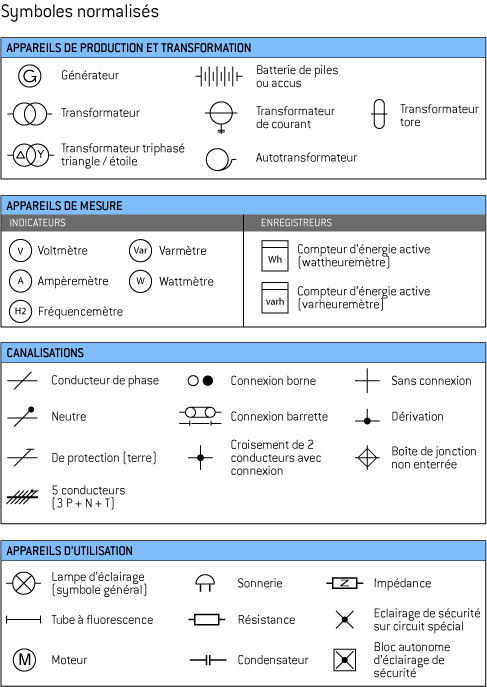 Symboles normalisés
APPAREILS DE PRODUCTION ET TRANSFORMATION
G
Générateur
Batterie de piles
ou accus
Transformateur
Transformateur
de courant
Transformateur
tore
Y
Transformateur triphasé
triangle / étoile
Autotransformateur
APPAREILS DE MESURE
INDICATEURS
V
Voltmètre
Var
Varmètre
A
Ampèremètre
W
Wattmètre
H2
Fréquencemètre
ENREGISTREURS
Wh
Compteur d'énergie active
(wattheuremètre)
varh
Compteur d'énergie active
(varheuremètre)
CANALISATIONS
Conducteur de phase
Connexion borne
Sans connexion
Neutre
Connexion barrette
Dérivation
De protection (terre)
Croisement de 2
conducteurs avec
connexion
Boîte de jonction
non enterrée
5 conducteurs
(3 P + N + T)
APPAREILS D'UTILISATION
Lampe d'éclairage
(symbole général)
Sonnerie
Z
Impédance
Tube à fluorescence
Résistance
Eclairage de sécurité
sur circuit spécial
M
Moteur
Condensateur
Bloc autonome
d'éclairage de
sécurité